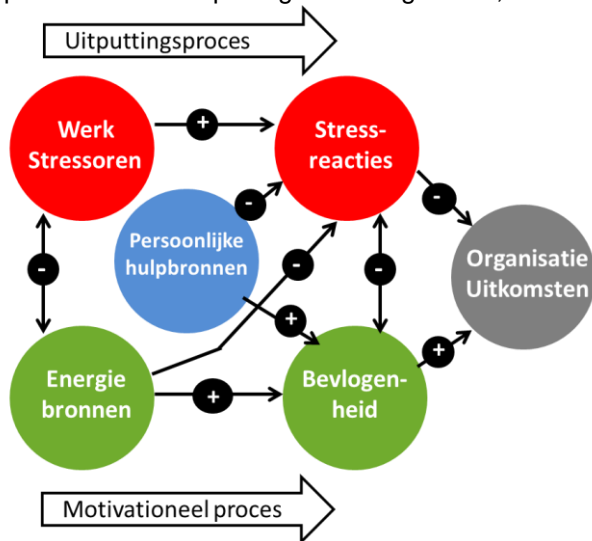 Uitputtingsproces
Werk
Stressoren
+
Stress-
reacties
-
-
Persoonlijke
hulpbronnen
-
-
-
Organisatie
Uitkomsten
+
+
Energie
bronnen
+
Bevlogen-
heid
Motivationeel proces